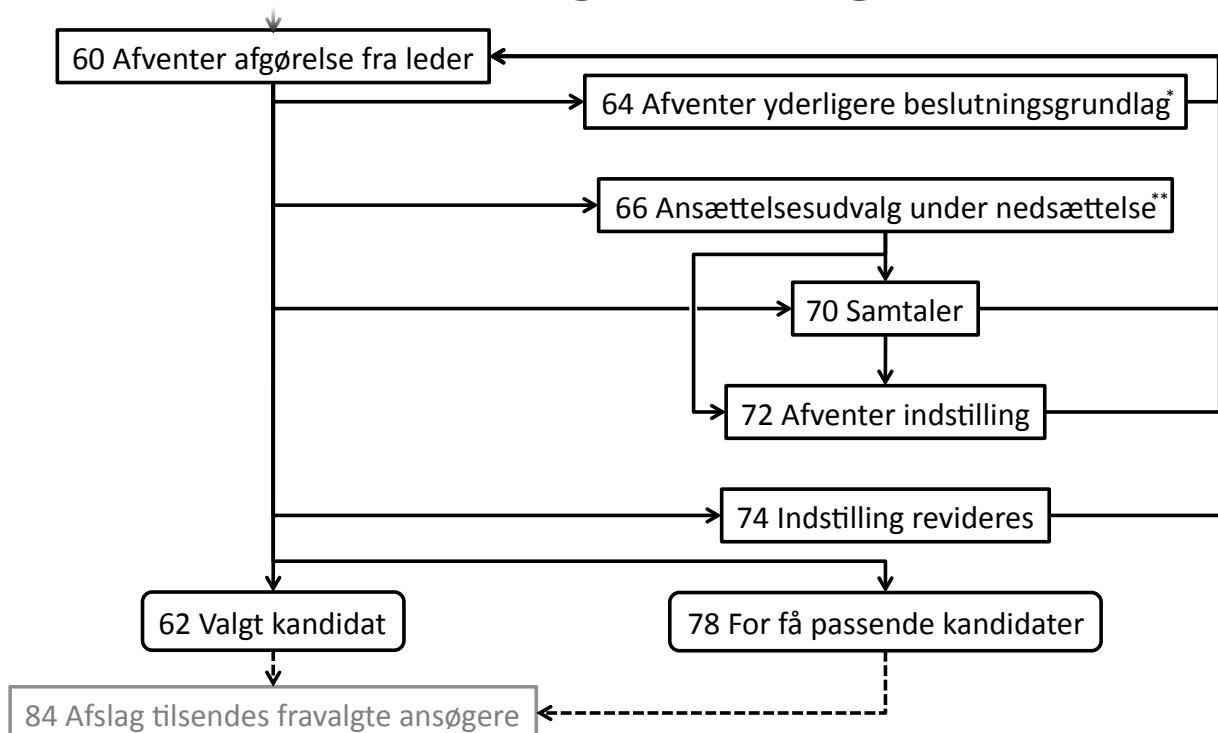 60 Afventer afgørelse fra leder
64 Afventer yderligere beslutningsgrundlag*
66 Ansættelsesudvalg under nedsættelse**
70 Samtaler
72 Afventer indstilling
74 Indstilling revideres
62 Valgt kandidat
78 For få passende kandidater
84 Afslag tilsendes fravalgte ansøgere